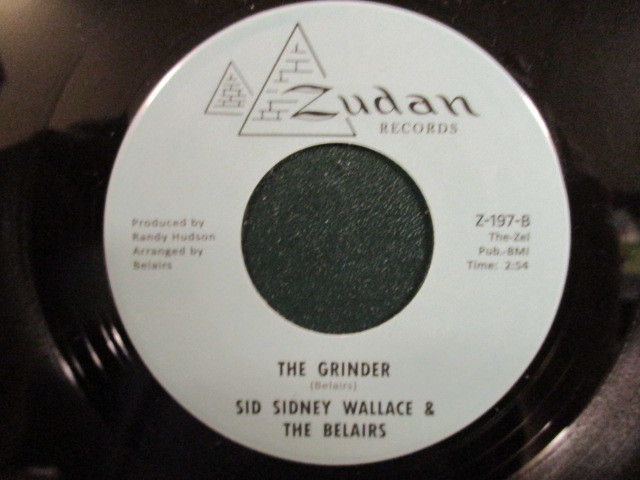 Zudan
RECORDS
Produced by
Randy Hudson
Arranged by
Belairs
Z-197-B
The-Zel
Pub.-BMI
Time: 2:54
THE GRINDER
(Belairs)
SID SIDNEY WALLACE &
THE BELAIRS